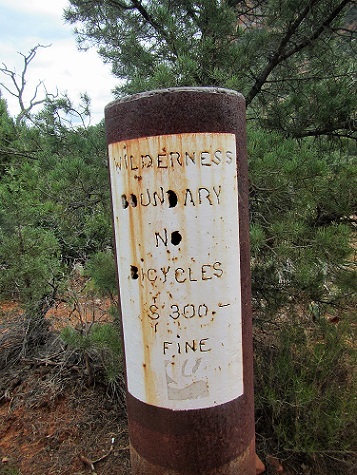 WILDERNESS
BOUNDARY
NO
BICYCLES
$ 300.-
FINE